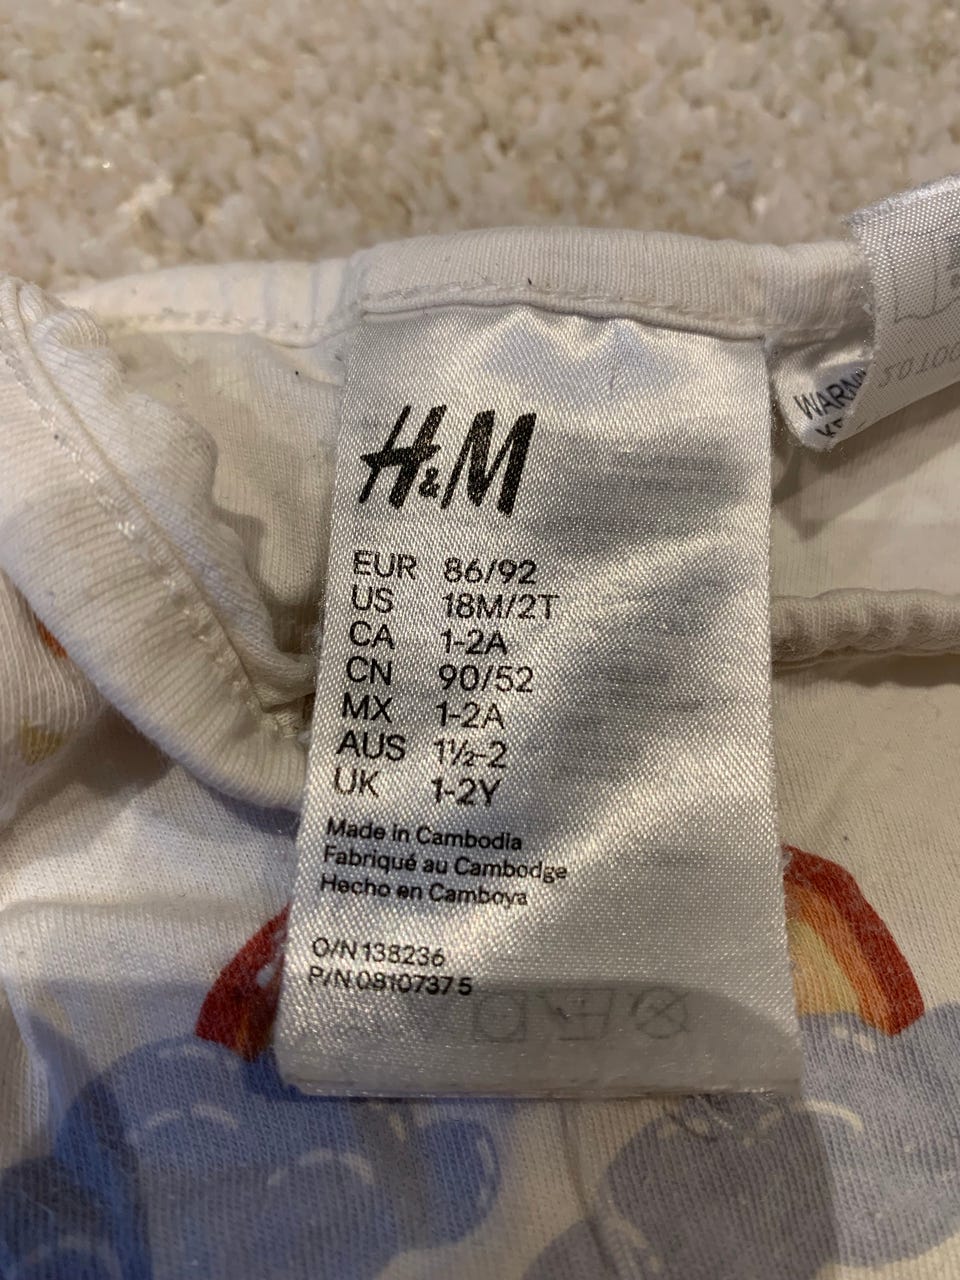 H&M
EUR 86/92
US 18M/2T
CA 1-2A
CN 90/52
MX 1-2A
AUS 1½-2
UK 1-2Y
Made in Cambodia
Fabriqué au Cambodge
Hecho en Camboya
O/N 138236
P/N 0810737 5